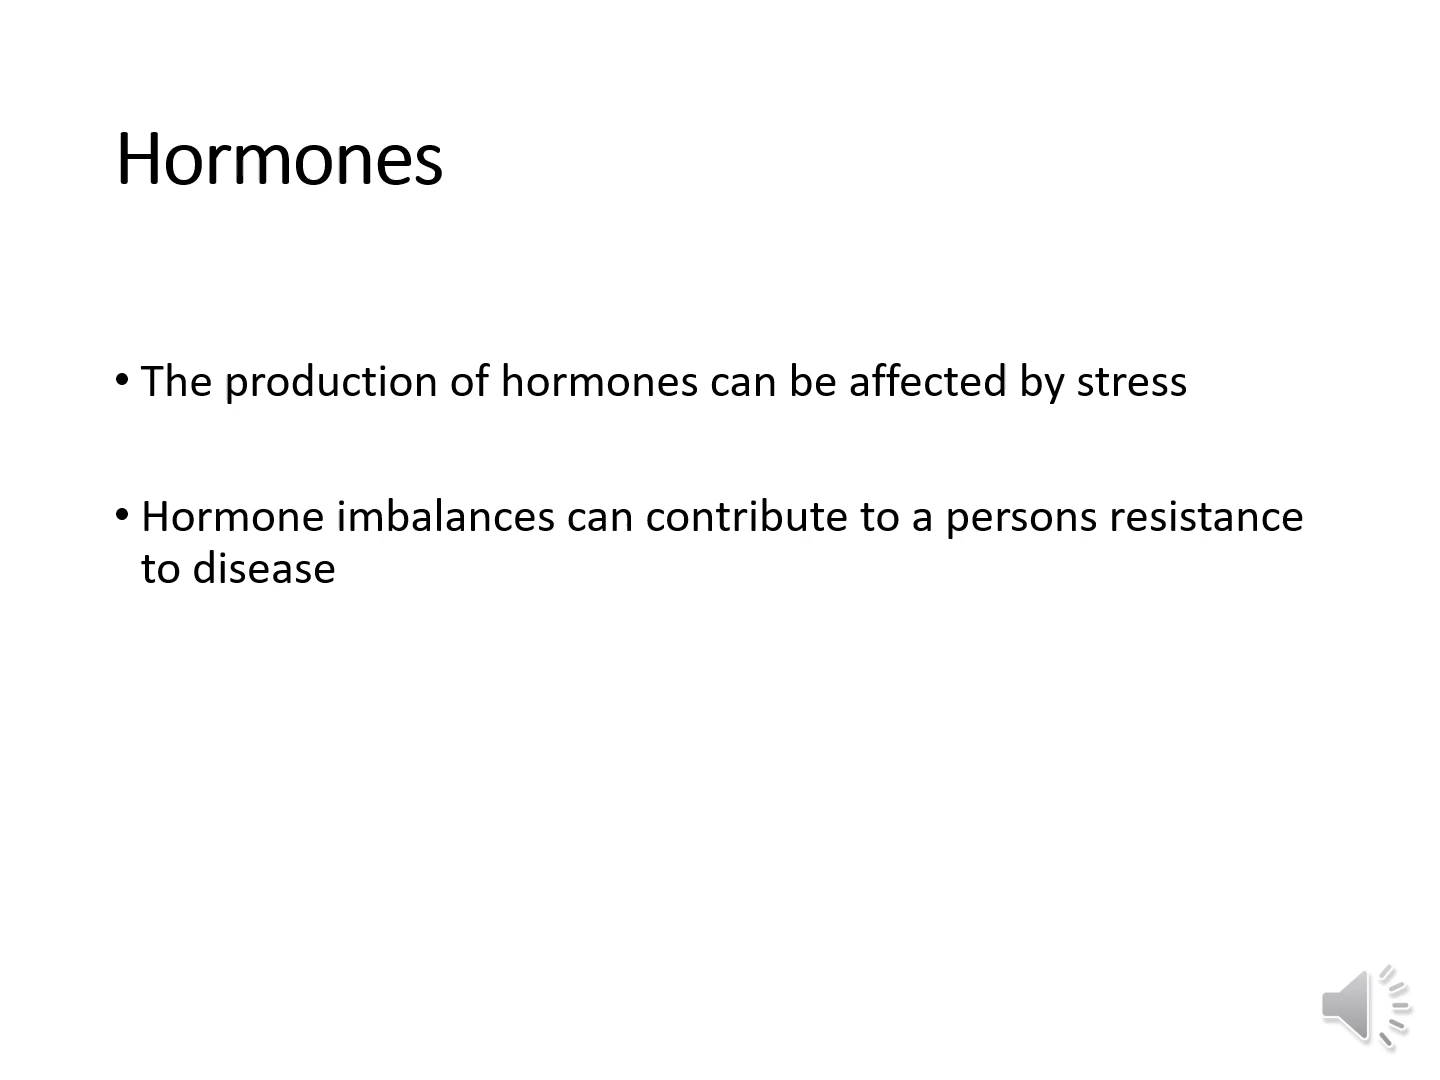 Hormones
• The production of hormones can be affected by stress
• Hormone imbalances can contribute to a persons resistance
to disease